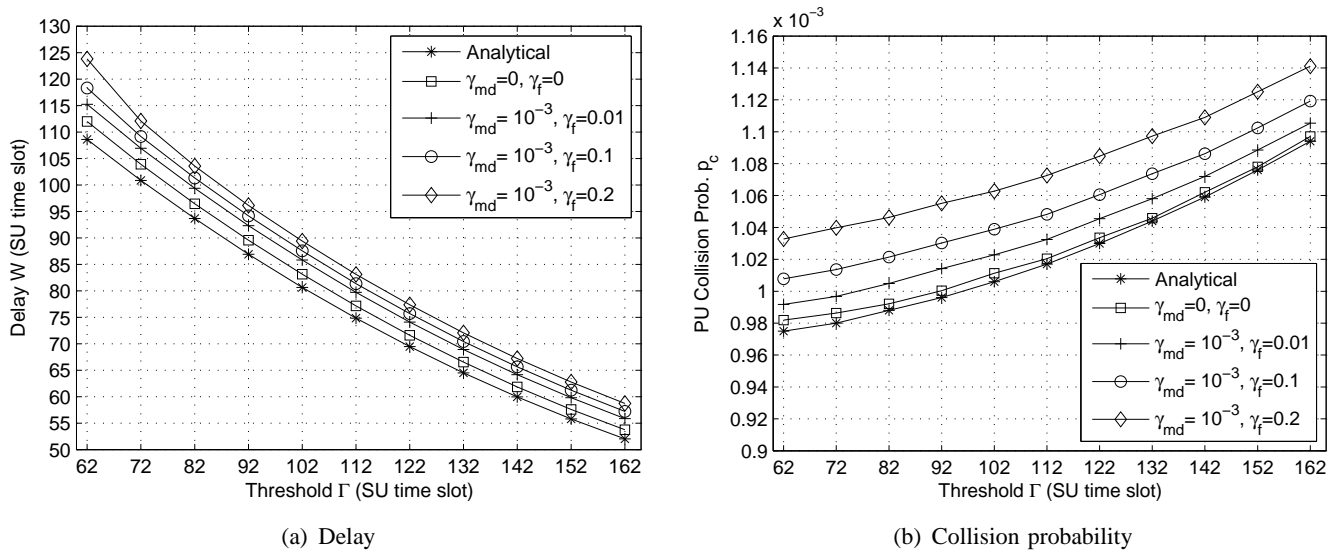 130
125
120
115
110
105
100
95
90
85
80
75
70
65
60
55
50
Delay W (SU time slot)
Analytical
γmd=0, γf=0
γmd= 10⁻³, γf=0.01
γmd= 10⁻³, γf=0.1
γmd= 10⁻³, γf=0.2
62 72 82 92 102 112 122 132 142 152 162
Threshold Γ (SU time slot)
(a) Delay
x 10⁻³
1.16
1.14
1.12
1.1
1.08
1.06
1.04
1.02
1
0.98
0.96
0.94
0.92
0.9
PU Collision Prob. pc
Analytical
γmd=0, γf=0
γmd= 10⁻³, γf=0.01
γmd= 10⁻³, γf=0.1
γmd= 10⁻³, γf=0.2
62 72 82 92 102 112 122 132 142 152 162
Threshold Γ (SU time slot)
(b) Collision probability